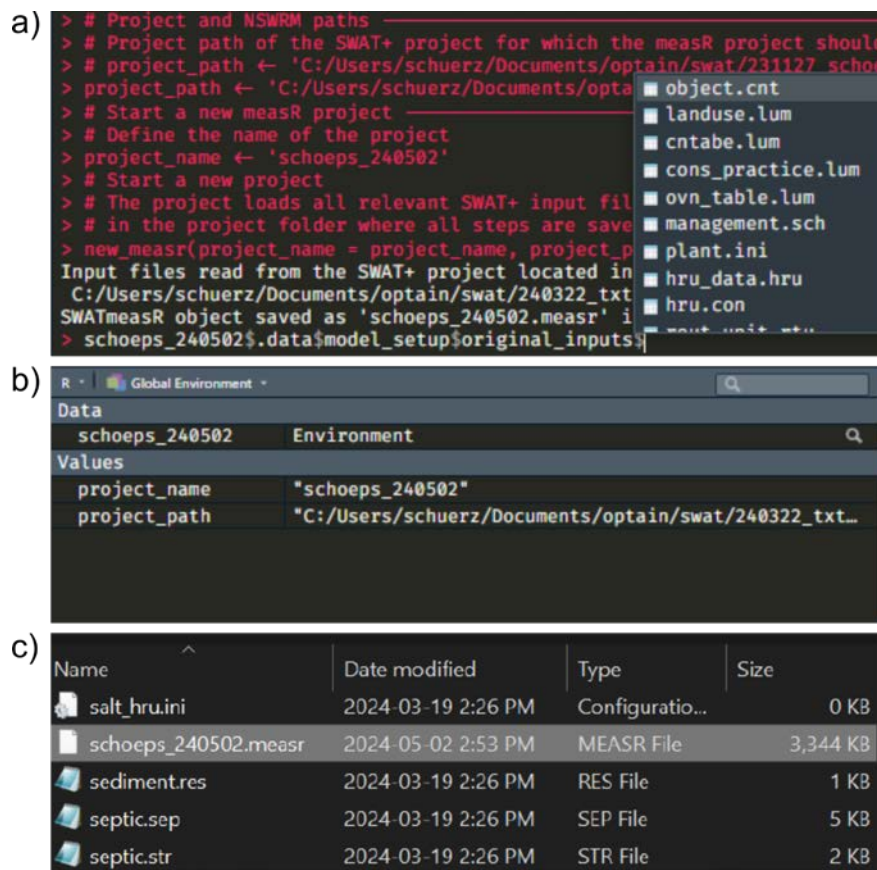 a)
> # Project and NSWRM paths
> # Project path of the SWAT+ project for which the measR project shoul
> # project_path ← 'C:/Users/schuerz/Documents/optain/swat/231127_scho
> project_path ← 'C:/Users/schuerz/Documents/opta
> # Start a new measR project
> # Define the name of the project
> project_name ← 'schoeps_240502'
> # Start a new project
> # The project loads all relevant SWAT+ input fil
> # in the project folder where all steps are save
> new_measr(project_name = project_name, project_p
Input files read from the SWAT+ project located in
C:/Users/schuerz/Documents/optain/swat/240322_txt
SWATmeasR object saved as 'schoeps_240502.measr' i
> schoeps_240502$.data$model_setup$original_inputs$
object.cnt
landuse.lum
cntabe.lum
cons_practice.lum
ovn_table.lum
management.sch
plant.ini
hru_data.hru
hru.con
b)
R Global Environment
Data
schoeps_240502 Environment
Values
project_name "schoeps_240502"
project_path "C:/Users/schuerz/Documents/optain/swat/240322_txt…
c)
Name Date modified Type Size
salt_hru.ini 2024-03-19 2:26 PM Configuratio... 0 KB
schoeps_240502.measr 2024-05-02 2:53 PM MEASR File 3,344 KB
sediment.res 2024-03-19 2:26 PM RES File 1 KB
septic.sep 2024-03-19 2:26 PM SEP File 5 KB
septic.str 2024-03-19 2:26 PM STR File 2 KB